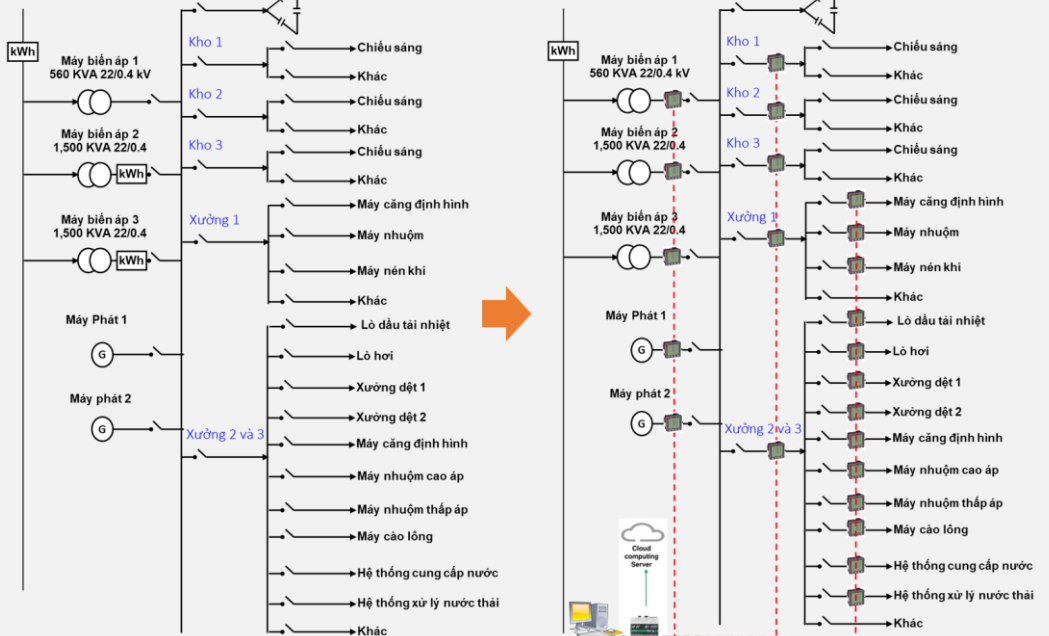 kWh
Máy biến áp 1
560 KVA 22/0.4 kV
Máy biến áp 2
1,500 KVA 22/0.4
kWh
Máy biến áp 3
1,500 KVA 22/0.4
kWh
Máy Phát 1
G
Máy phát 2
G
Kho 1
Chiếu sáng
Khác
Kho 2
Chiếu sáng
Khác
Kho 3
Chiếu sáng
Khác
Xưởng 1
Máy căng định hình
Máy nhuộm
Máy nén khí
Khác
Xưởng 2 và 3
Lò dầu tải nhiệt
Lò hơi
Xưởng dệt 1
Xưởng dệt 2
Máy căng định hình
Máy nhuộm cao áp
Máy nhuộm thấp áp
Máy cào lông
Hệ thống cung cấp nước
Hệ thống xử lý nước thải
Khác
kWh
Máy biến áp 1
560 KVA 22/0.4 kV
Máy biến áp 2
1,500 KVA 22/0.4
Máy biến áp 3
1,500 KVA 22/0.4
Máy Phát 1
G
Máy phát 2
G
Kho 1
Chiếu sáng
Khác
Kho 2
Chiếu sáng
Khác
Kho 3
Chiếu sáng
Khác
Xưởng 1
Máy căng định hình
Máy nhuộm
Máy nén khí
Khác
Xưởng 2 và 3
Lò dầu tải nhiệt
Lò hơi
Xưởng dệt 1
Xưởng dệt 2
Máy căng định hình
Máy nhuộm cao áp
Máy nhuộm thấp áp
Máy cào lông
Hệ thống cung cấp nước
Hệ thống xử lý nước thải
Khác
Cloud
computing
Server